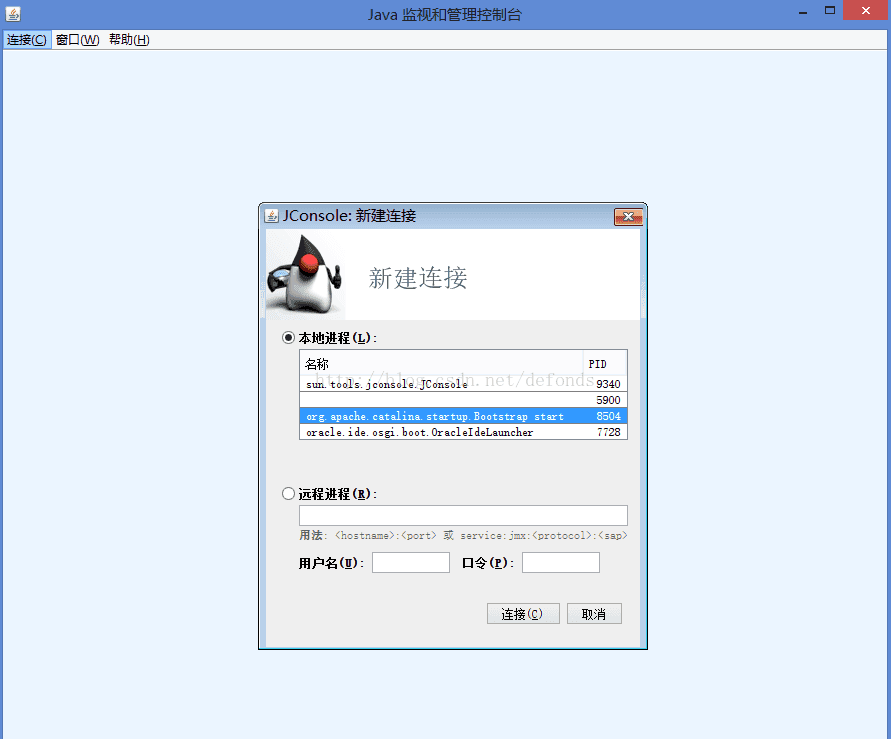 Java 监视和管理控制台
连接(C) 窗口(W) 帮助(H)
JConsole: 新建连接
新建连接
本地进程(L):
名称 PID
http://blog.csdn.net/defonds
sun.tools.jconsole.JConsole 9340
5900
org.apache.catalina.startup.Bootstrap start 8504
oracle.ide.osgi.boot.OracleIdeLauncher 7728
远程进程(R):
用法: <hostname>:<port> 或 service:jmx:<protocol>:<sap>
用户名(U): 口令(P):
连接(C) 取消